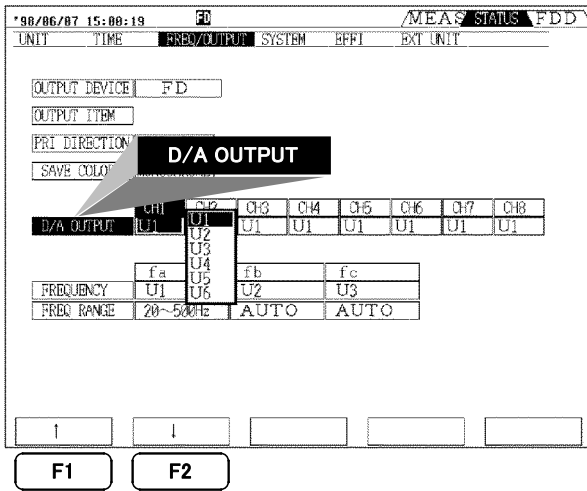 '98/06/07 15:00:19 FD MEAS STATUS FDD
UNIT TIME FREQ/OUTPUT SYSTEM EFFI EXT UNIT
OUTPUT DEVICE FD
OUTPUT ITEM
PRI DIRECTION
D/A OUTPUT
SAVE COLO
CH1 CH2 CH3 CH4 CH5 CH6 CH7 CH8
D/A OUTPUT U1 U1 U1 U1 U1 U1 U1 U1
U2
U3
U4
U5
U6
fa fb fc
FREQUENCY U1 U2 U3
FREQ RANGE 20~500Hz AUTO AUTO
↑ ↓
F1 F2